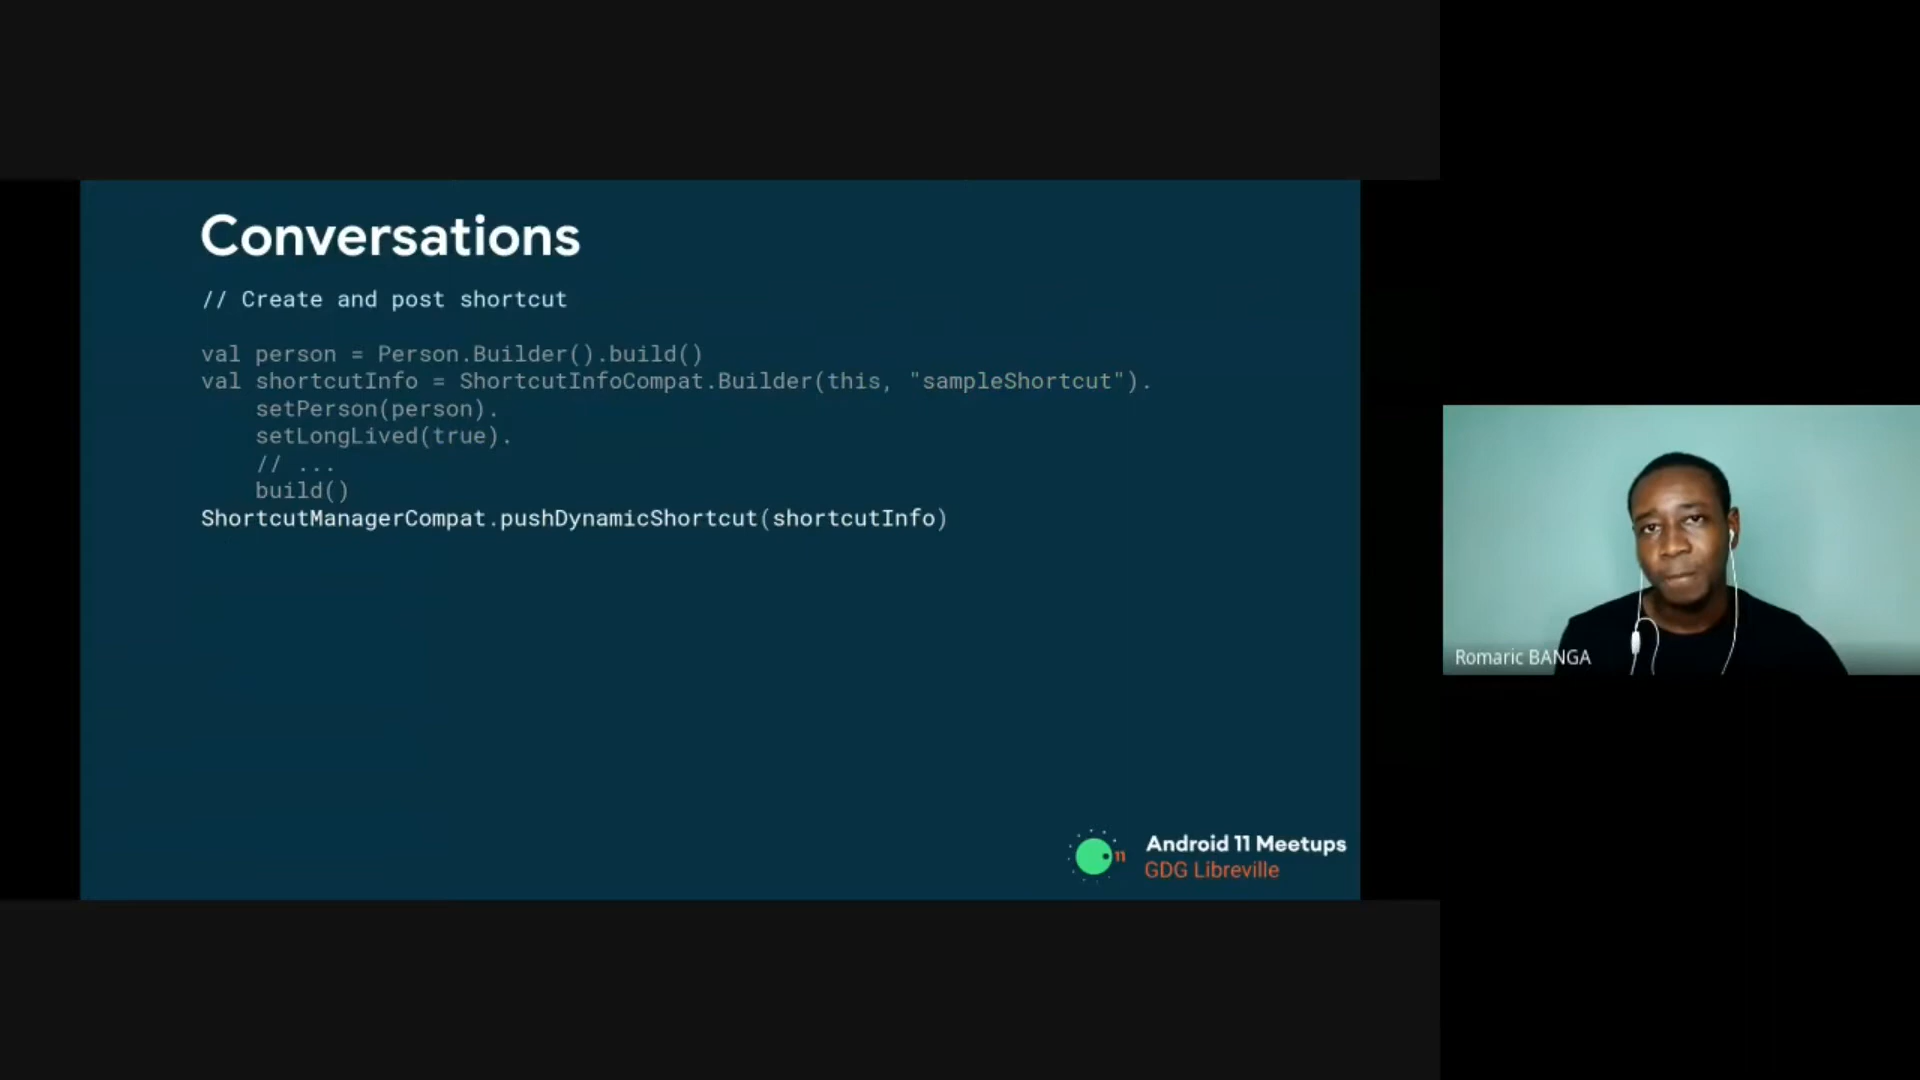 Conversations
// Create and post shortcut
val person = Person.Builder().build()
val shortcutInfo = ShortcutInfoCompat.Builder(this, "sampleShortcut").
setPerson(person).
setLongLived(true).
// ...
build()
ShortcutManagerCompat.pushDynamicShortcut(shortcutInfo)
Romaric BANGA
11
Android 11 Meetups
GDG Libreville